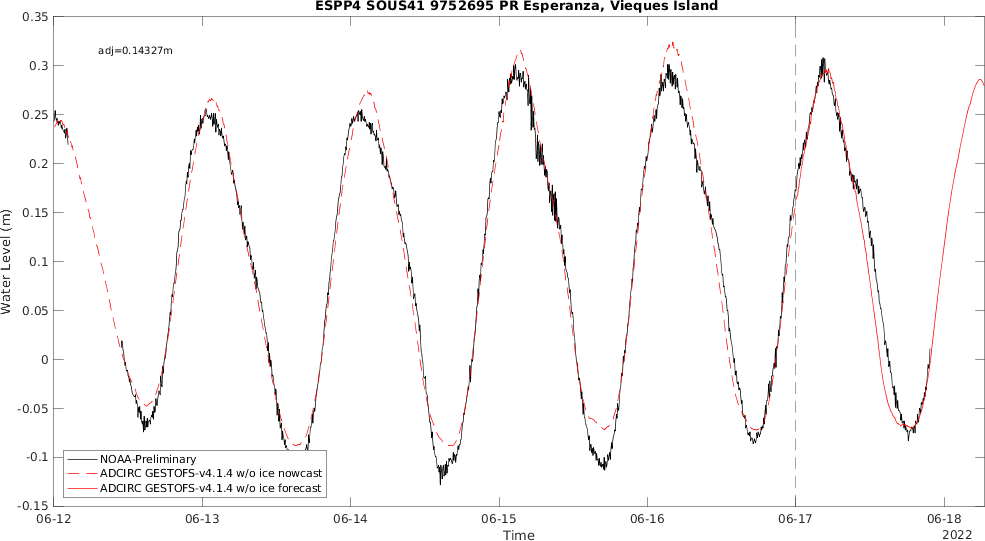 ESPP4 SOUS41 9752695 PR Esperanza, Vieques Island
adj=0.14327m
0.35
0.3
0.25
0.2
0.15
0.1
0.05
0
-0.05
-0.1
-0.15
Water Level (m)
NOAA-Preliminary
ADCIRC GESTOFS-v4.1.4 w/o ice nowcast
ADCIRC GESTOFS-v4.1.4 w/o ice forecast
06-12 06-13 06-14 06-15 06-16 06-17 06-18
Time
2022